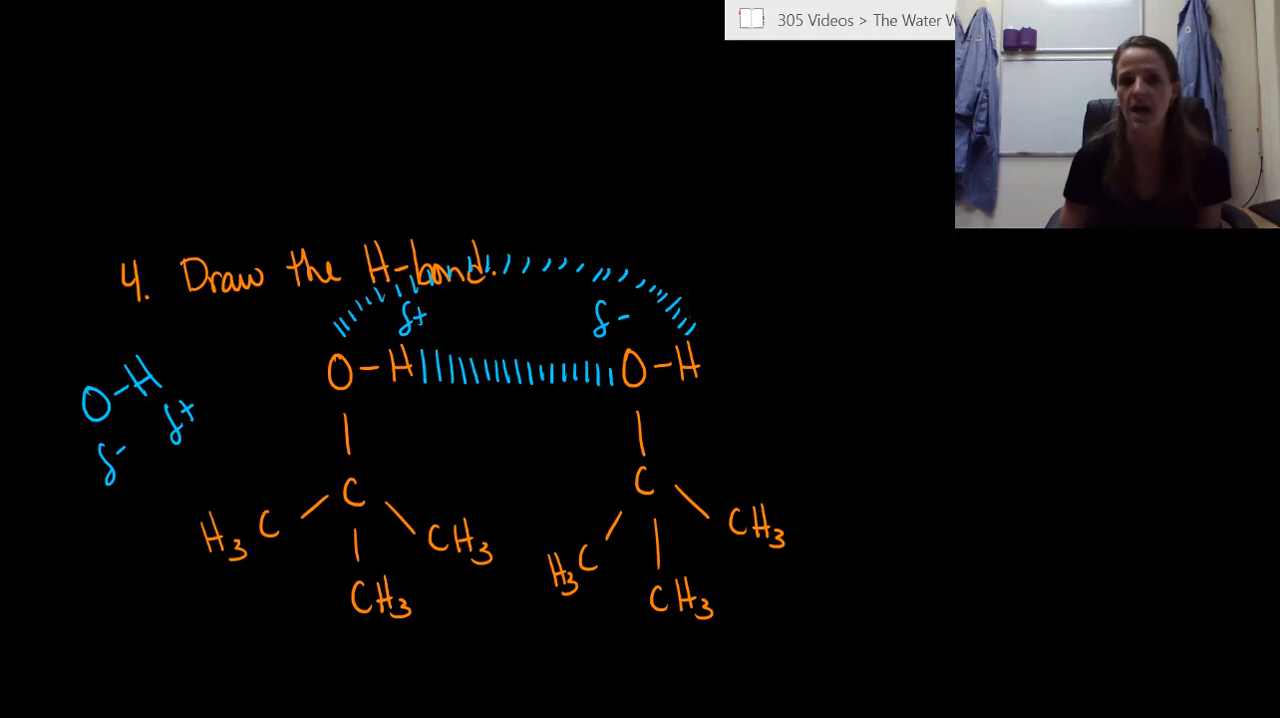 305 Videos > The Water W
4. Draw the H-bond.
δ+ δ-
O-H O-H
O-H
δ- δ+
C C
H3C CH3 H3C CH3
CH3 CH3